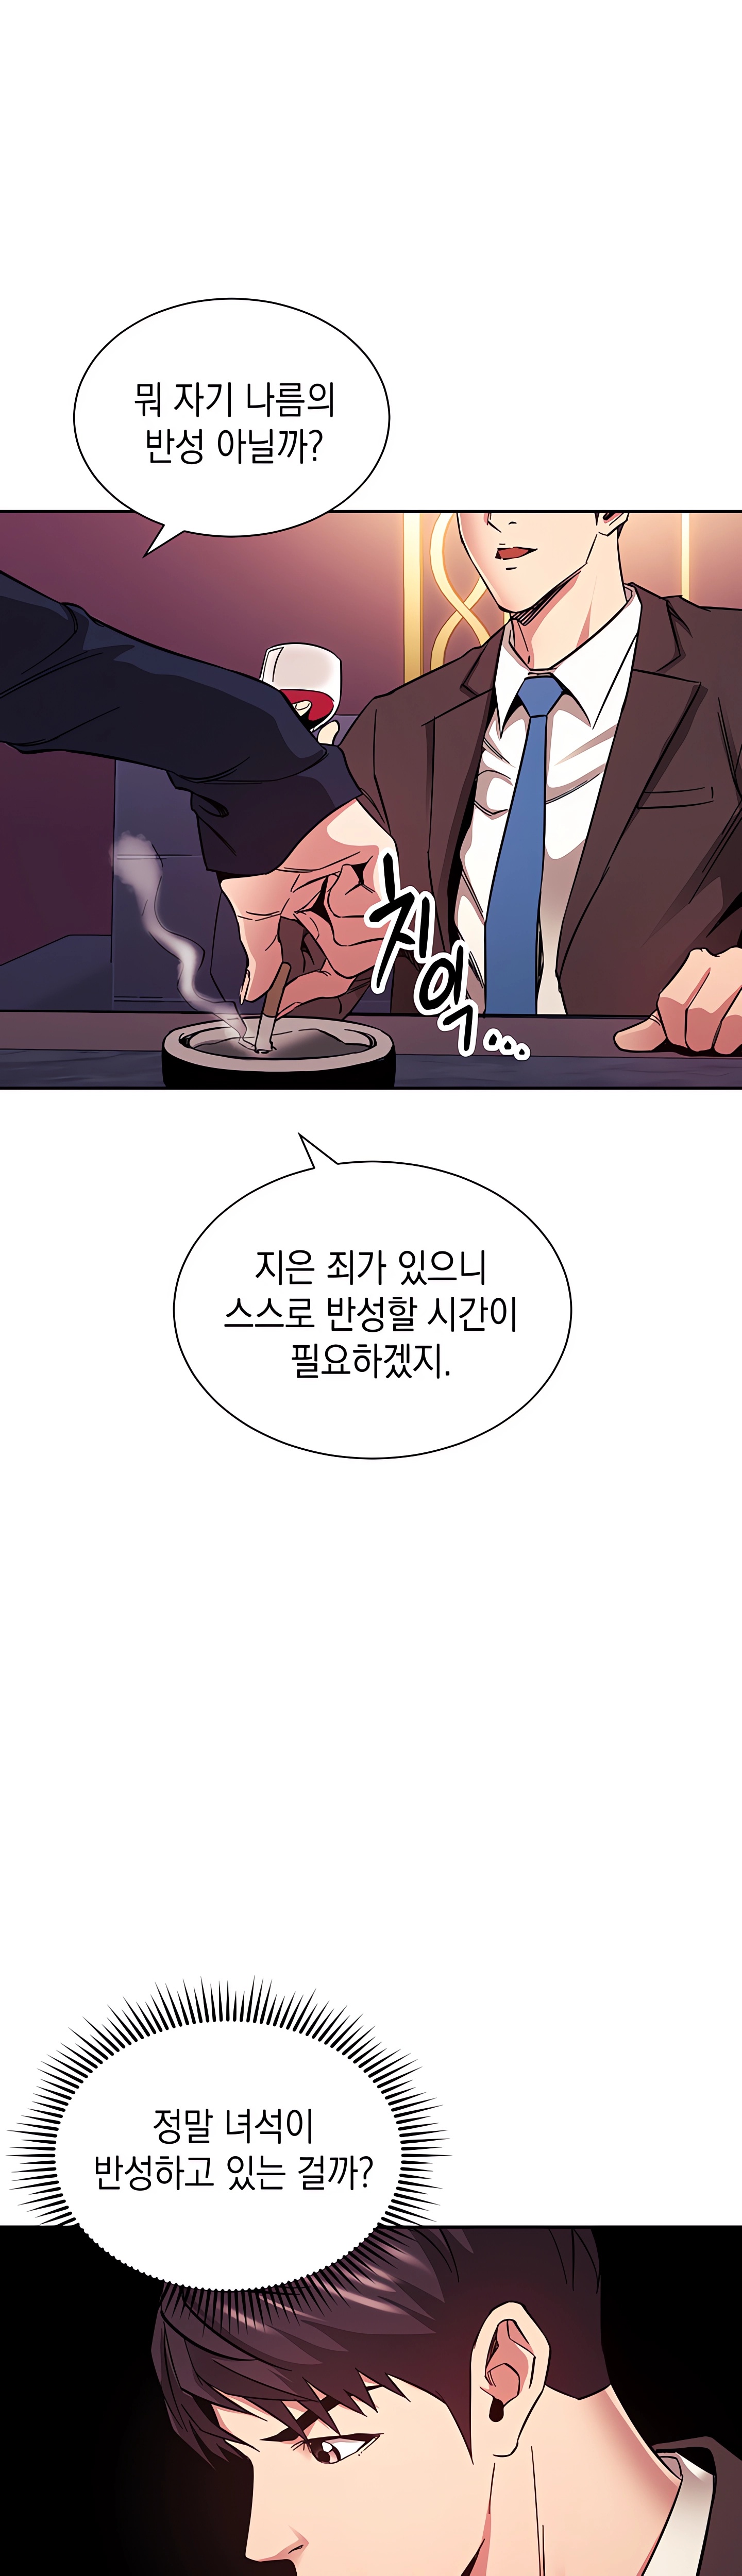 뭐 자기 나름의
반성 아닐까?
치익...
지은 죄가 있으니
스스로 반성할 시간이
필요하겠지.
정말 녀석이
반성하고 있는 걸까?